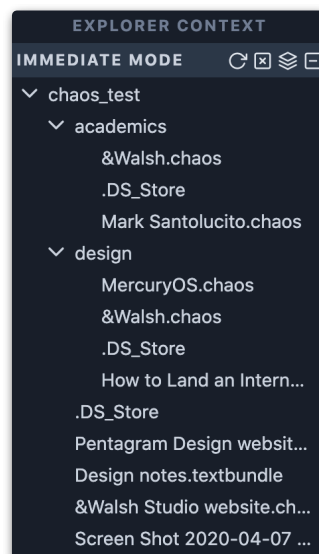 EXPLORER CONTEXT
IMMEDIATE MODE
chaos_test
academics
&Walsh.chaos
.DS_Store
Mark Santolucito.chaos
design
MercuryOS.chaos
&Walsh.chaos
.DS_Store
How to Land an Intern...
.DS_Store
Pentagram Design websit...
Design notes.textbundle
&Walsh Studio website.ch...
Screen Shot 2020-04-07 ...